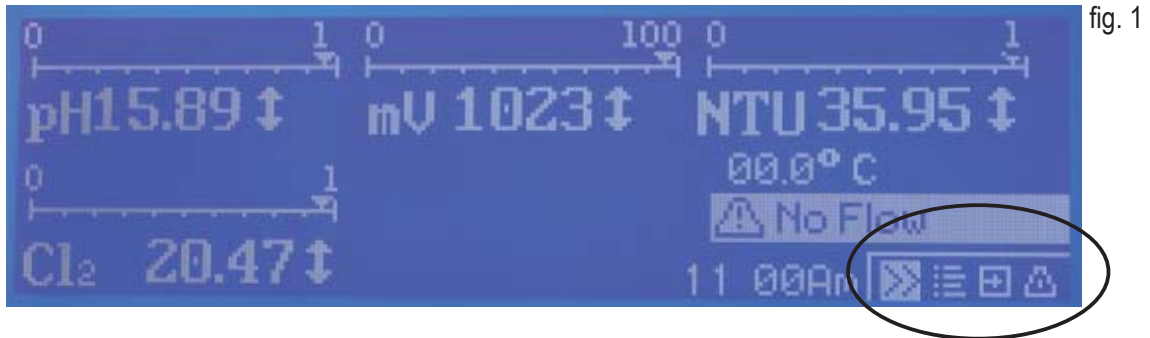 fig. 1
0 1 0 100 0 1
pH15.89 mV 1023 NTU 35.95
00.0° C
0 1
No Flow
Cl₂ 20.47
11 00Am